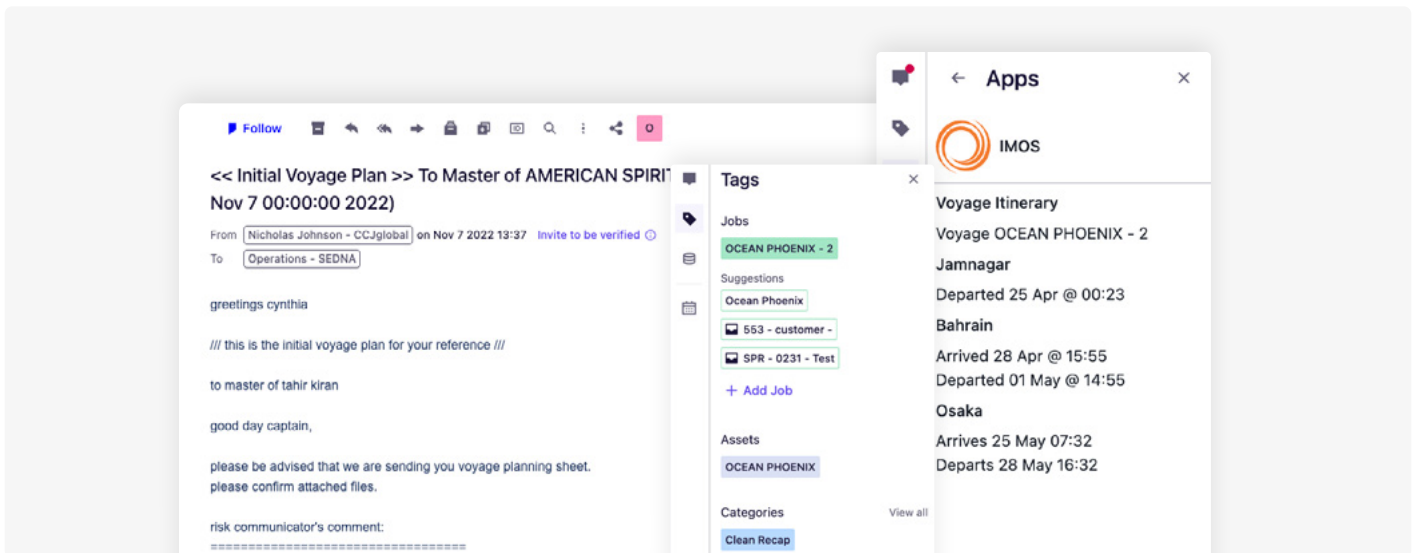 Follow
O
<< Initial Voyage Plan >> To Master of AMERICAN SPIRIT
Nov 7 00:00:00 2022)
From Nicholas Johnson - CCJglobal on Nov 7 2022 13:37 Invite to be verified
To Operations - SEDNA
greetings cynthia
/// this is the initial voyage plan for your reference ///
to master of tahir kiran
good day captain,
please be advised that we are sending you voyage planning sheet.
please confirm attached files.
risk communicator's comment:
==================================
Tags
Jobs
OCEAN PHOENIX - 2
Suggestions
Ocean Phoenix
553 - customer -
SPR - 0231 - Test
+ Add Job
Assets
OCEAN PHOENIX
Categories View all
Clean Recap
Apps
IMOS
Voyage Itinerary
Voyage OCEAN PHOENIX - 2
Jamnagar
Departed 25 Apr @ 00:23
Bahrain
Arrived 28 Apr @ 15:55
Departed 01 May @ 14:55
Osaka
Arrives 25 May 07:32
Departs 28 May 16:32